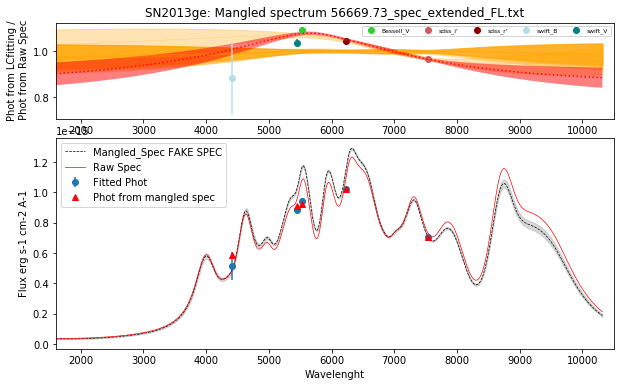 SN2013ge: Mangled spectrum 56669.73_spec_extended_FL.txt
Phot from LCfitting /
Phot from Raw Spec
1.0
0.8
Bessell_V
sdss_i'
sdss_r'
swift_B
swift_V
2000 3000 4000 5000 6000 7000 8000 9000 10000
1e−15
Flux erg s-1 cm-2 A-1
1.2
1.0
0.8
0.6
0.4
0.2
0.0
Mangled_Spec FAKE SPEC
Raw Spec
Fitted Phot
Phot from mangled spec
2000 3000 4000 5000 6000 7000 8000 9000 10000
Wavelenght